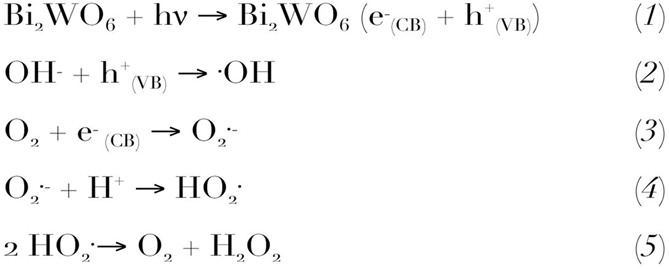 Bi₂WO₆ + hν → Bi₂WO₆ (e⁻(CB) + h⁺(VB)) (1)
OH⁻ + h⁺(VB) → ·OH (2)
O₂ + e⁻ (CB) → O₂·⁻ (3)
O₂·⁻ + H⁺ → HO₂· (4)
2 HO₂· → O₂ + H₂O₂ (5)